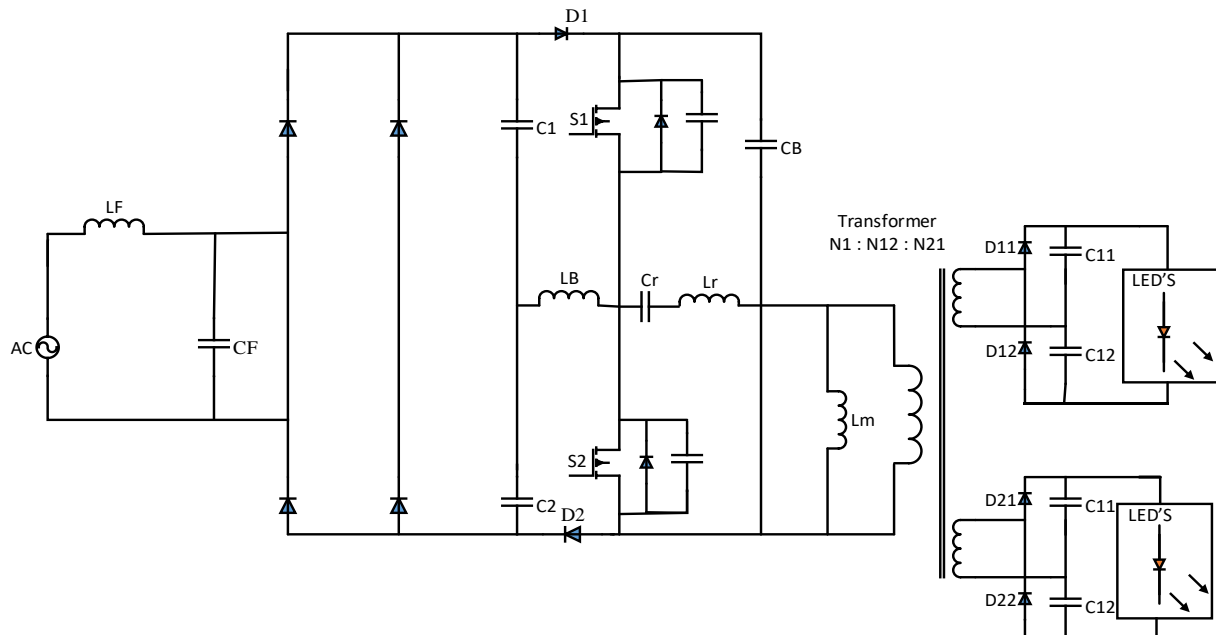 D1
S1
C1
CB
LF
Transformer
N1 : N12 : N21
D11
C11
LED'S
LB
Cr
Lr
AC
CF
D12
C12
Lm
S2
C2
D2
D21
C11
LED'S
D22
C12